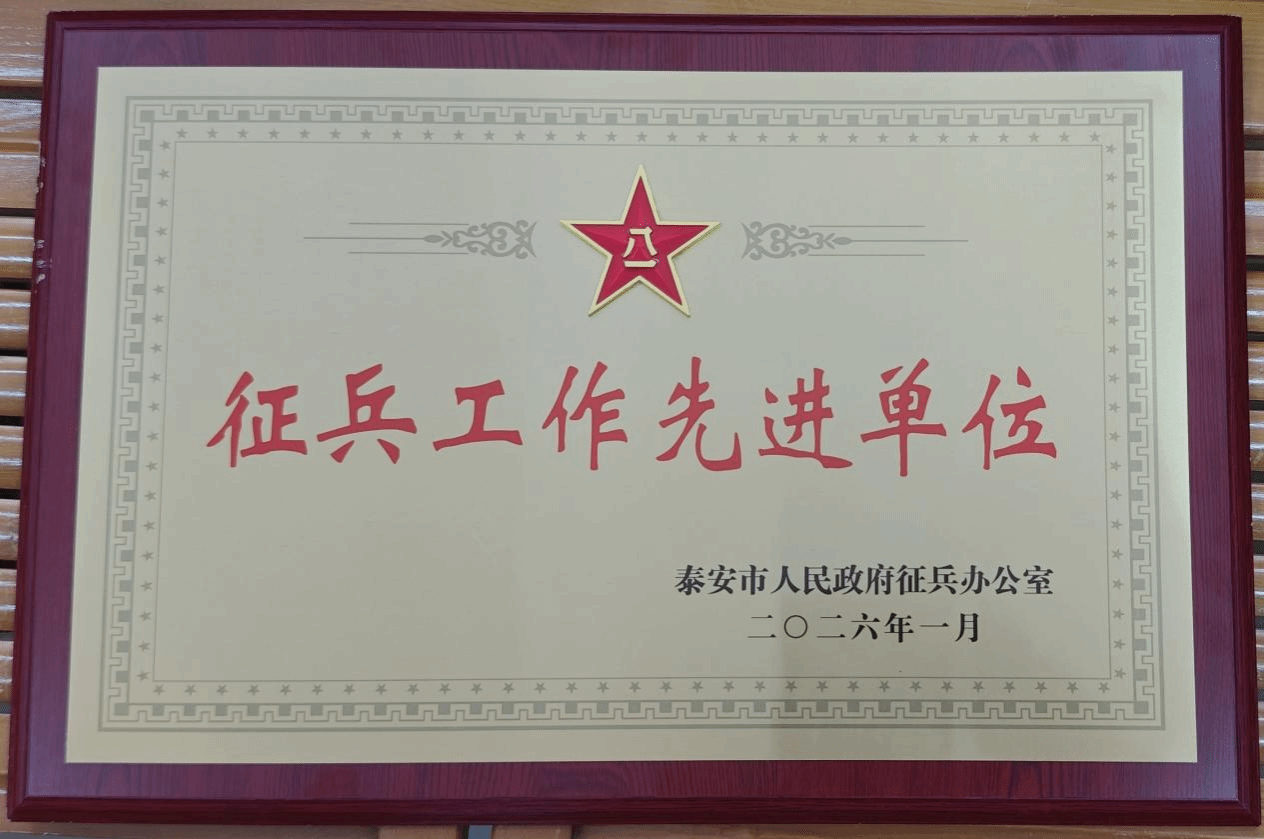 八一
征兵工作先进单位
泰安市人民政府征兵办公室
二〇二六年一月